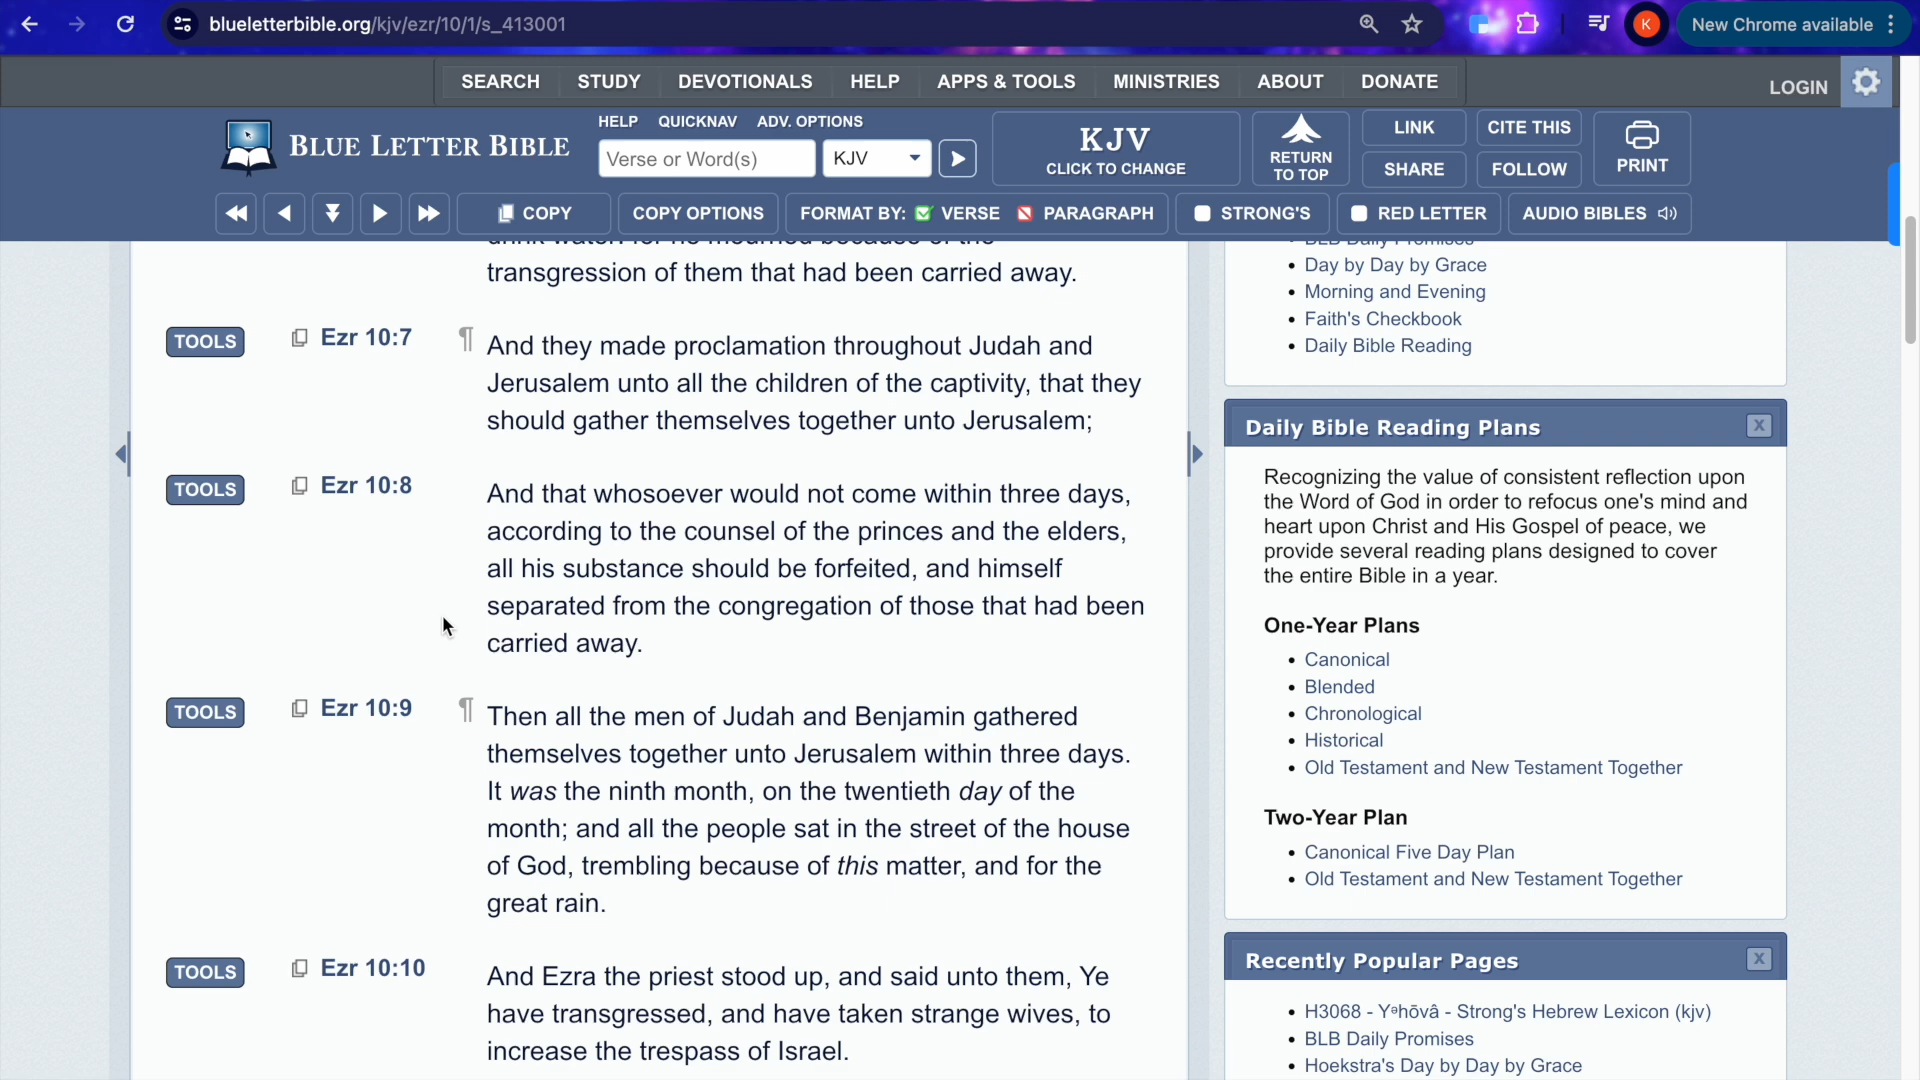 blueletterbible.org/kjv/ezr/10/1/s_413001
K
New Chrome available
SEARCH STUDY DEVOTIONALS HELP APPS & TOOLS MINISTRIES ABOUT DONATE
LOGIN
BLUE LETTER BIBLE
HELP QUICKNAV ADV. OPTIONS
Verse or Word(s)
KJV
KJV
CLICK TO CHANGE
RETURN
TO TOP
LINK
CITE THIS
SHARE
FOLLOW
PRINT
COPY
COPY OPTIONS
FORMAT BY: VERSE PARAGRAPH
STRONG'S
RED LETTER
AUDIO BIBLES
drink water: for he mourned because of the
transgression of them that had been carried away.
TOOLS
Ezr 10:7
¶ And they made proclamation throughout Judah and
Jerusalem unto all the children of the captivity, that they
should gather themselves together unto Jerusalem;
TOOLS
Ezr 10:8
And that whosoever would not come within three days,
according to the counsel of the princes and the elders,
all his substance should be forfeited, and himself
separated from the congregation of those that had been
carried away.
TOOLS
Ezr 10:9
¶ Then all the men of Judah and Benjamin gathered
themselves together unto Jerusalem within three days.
It was the ninth month, on the twentieth day of the
month; and all the people sat in the street of the house
of God, trembling because of this matter, and for the
great rain.
TOOLS
Ezr 10:10
And Ezra the priest stood up, and said unto them, Ye
have transgressed, and have taken strange wives, to
increase the trespass of Israel.
BLB Daily Promises
Day by Day by Grace
Morning and Evening
Faith's Checkbook
Daily Bible Reading
Daily Bible Reading Plans
X
Recognizing the value of consistent reflection upon
the Word of God in order to refocus one's mind and
heart upon Christ and His Gospel of peace, we
provide several reading plans designed to cover
the entire Bible in a year.
One-Year Plans
Canonical
Blended
Chronological
Historical
Old Testament and New Testament Together
Two-Year Plan
Canonical Five Day Plan
Old Testament and New Testament Together
Recently Popular Pages
X
H3068 - Yᵊhōvâ - Strong's Hebrew Lexicon (kjv)
BLB Daily Promises
Hoekstra's Day by Day by Grace